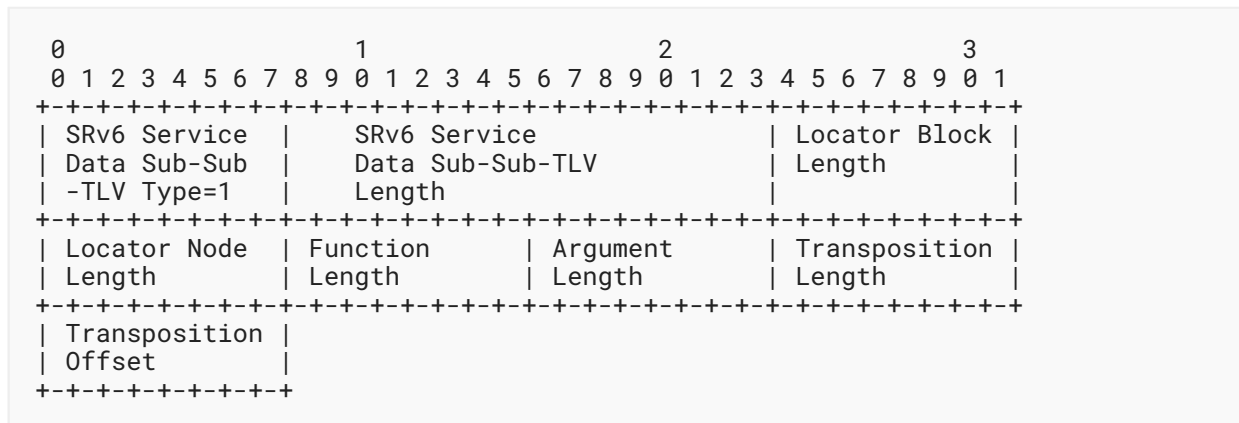 0                   1                   2                   3
 0 1 2 3 4 5 6 7 8 9 0 1 2 3 4 5 6 7 8 9 0 1 2 3 4 5 6 7 8 9 0 1
+-+-+-+-+-+-+-+-+-+-+-+-+-+-+-+-+-+-+-+-+-+-+-+-+-+-+-+-+-+-+-+-+
| SRv6 Service  |    SRv6 Service               | Locator Block |
| Data Sub-Sub  |    Data Sub-Sub-TLV           | Length        |
| -TLV Type=1   |    Length                     |               |
+-+-+-+-+-+-+-+-+-+-+-+-+-+-+-+-+-+-+-+-+-+-+-+-+-+-+-+-+-+-+-+-+
| Locator Node  | Function      | Argument      | Transposition |
| Length        | Length        | Length        | Length        |
+-+-+-+-+-+-+-+-+-+-+-+-+-+-+-+-+-+-+-+-+-+-+-+-+-+-+-+-+-+-+-+-+
| Transposition |
| Offset        |
+-+-+-+-+-+-+-+-+